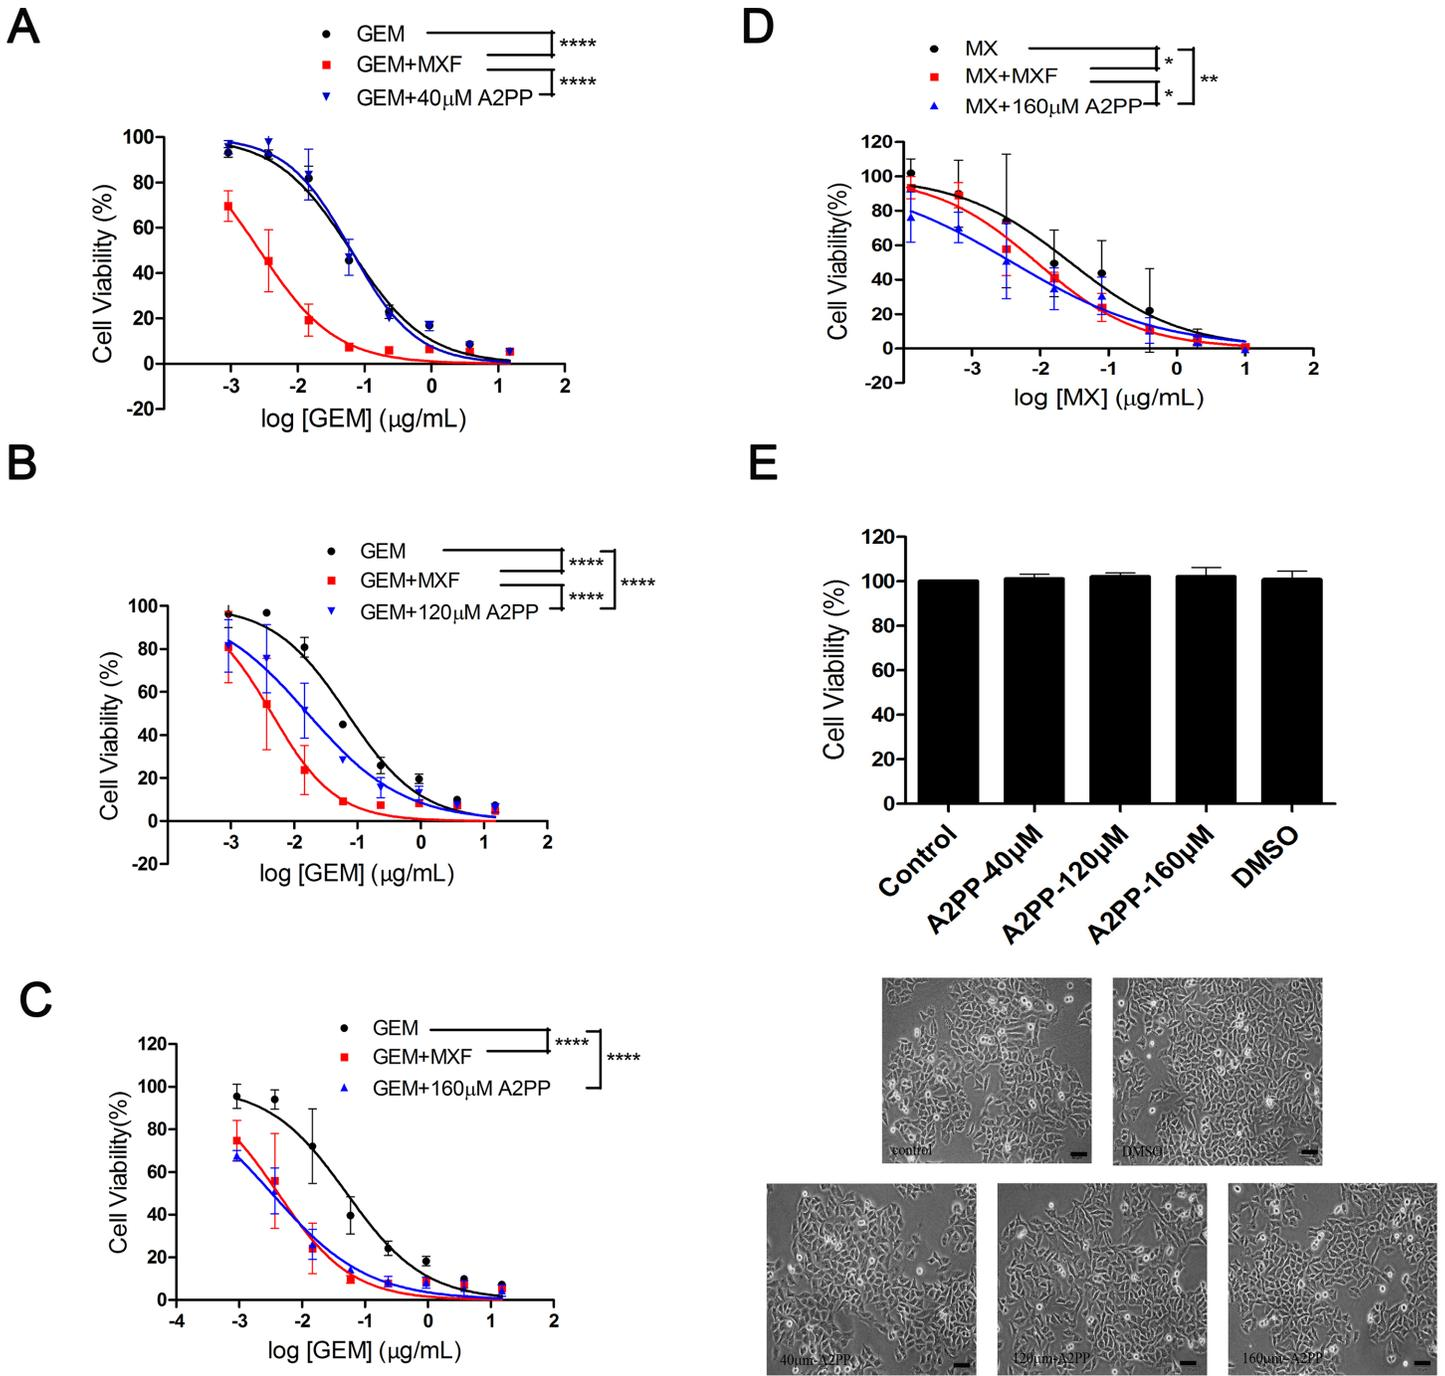 A
GEM
GEM+MXF
GEM+40µM A2PP
****
****
100
80
60
40
20
0
-20
-3
-2
-1
0
1
2
Cell Viability (%)
log [GEM] (µg/mL)
D
MX
MX+MXF
MX+160µM A2PP
*
*
**
120
100
80
60
40
20
0
-20
-3
-2
-1
0
1
2
Cell Viability(%)
log [MX] (µg/mL)
B
GEM
GEM+MXF
GEM+120µM A2PP
****
****
****
100
80
60
40
20
0
-20
-3
-2
-1
0
1
2
Cell Viability (%)
log [GEM] (µg/mL)
E
120
100
80
60
40
20
0
Cell Viability (%)
Control
A2PP-40µM
A2PP-120µM
A2PP-160µM
DMSO
C
GEM
GEM+MXF
GEM+160µM A2PP
****
****
120
100
80
60
40
20
0
-4
-3
-2
-1
0
1
2
Cell Viability(%)
log [GEM] (µg/mL)
control
DMSO
40µm-A2PP
120µm-A2PP
160µm-A2PP